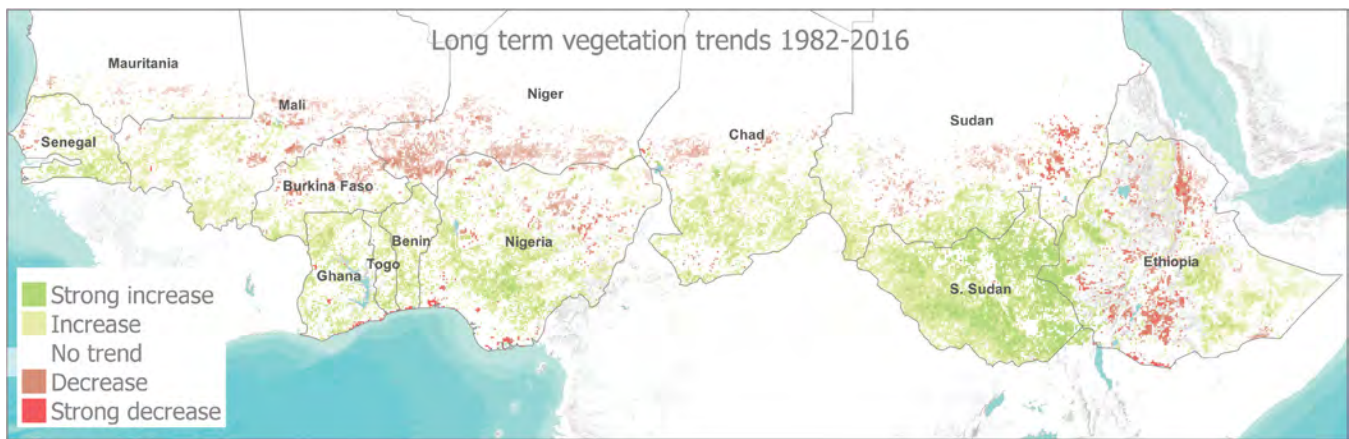 Long term vegetation trends 1982-2016
Mauritania
Mali
Niger
Chad
Sudan
Senegal
Burkina Faso
Benin
Nigeria
Ghana
Togo
S. Sudan
Ethiopia
Strong increase
Increase
No trend
Decrease
Strong decrease